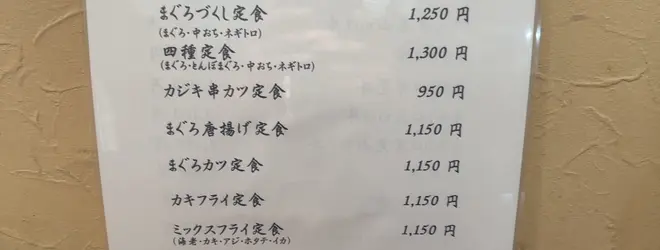 まぐろづくし定食 1,250 円
(まぐろ・中おち・ネギトロ)
四種定食 1,300 円
(まぐろ・とんぼまぐろ・中おち・ネギトロ)
カジキ串カツ定食 950 円
まぐろ唐揚げ定食 1,150 円
まぐろカツ定食 1,150 円
カキフライ定食 1,150 円
ミックスフライ定食 1,150 円
(海老・カキ・アジ・ホタテ・イカ)